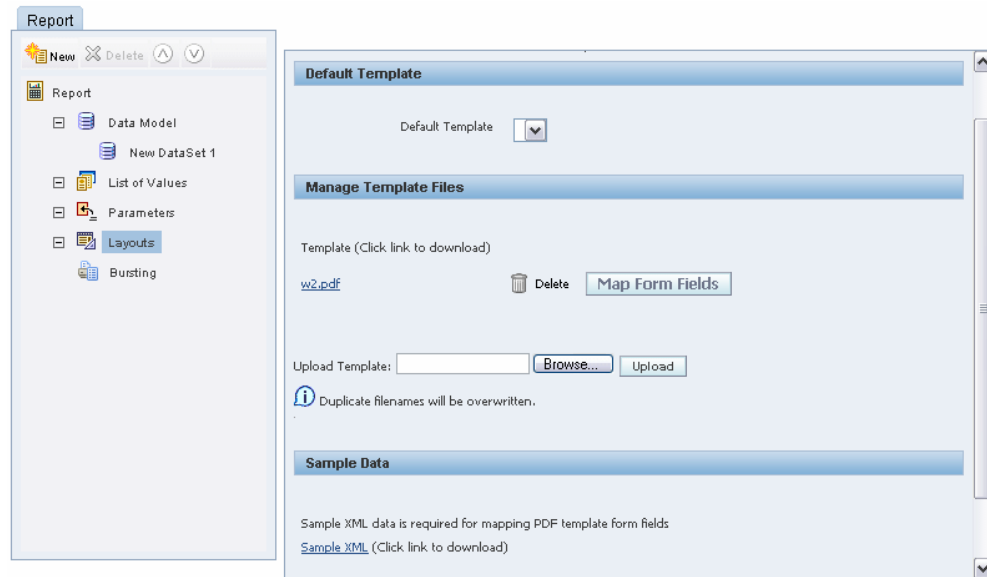 Report
New Delete
Report
Data Model
New DataSet 1
List of Values
Parameters
Layouts
Bursting
Default Template
Default Template
Manage Template Files
Template (Click link to download)
w2.pdf Delete Map Form Fields
Upload Template: Browse... Upload
Duplicate filenames will be overwritten.
Sample Data
Sample XML data is required for mapping PDF template form fields
Sample XML (Click link to download)